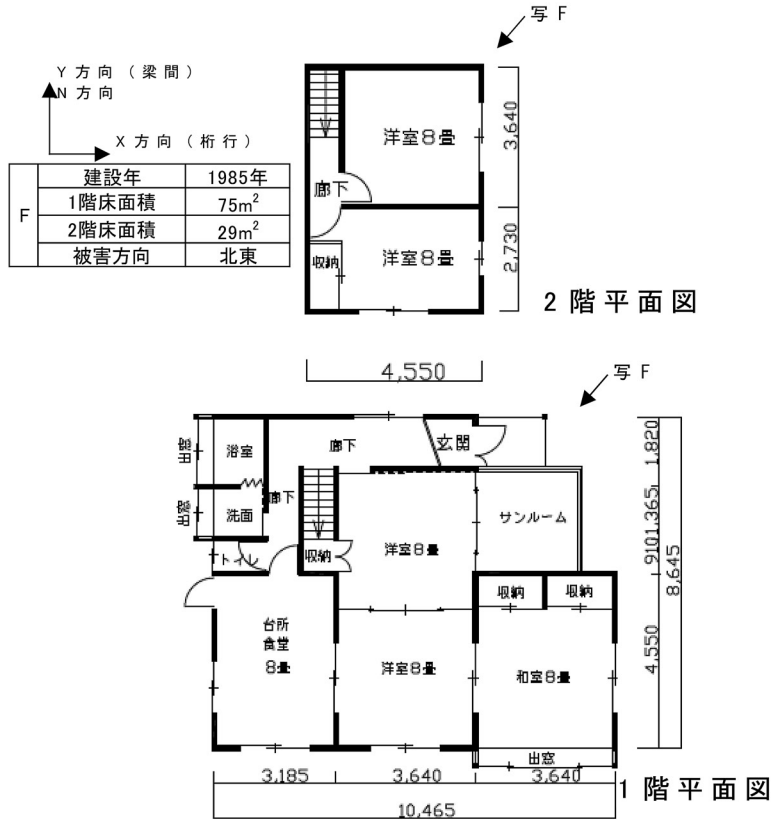 写 F
Y 方向 (梁間)
N 方向
X 方向 (桁行)
F
建設年 1985年
1階床面積 75m²
2階床面積 29m²
被害方向 北東
洋室8畳
廊下
収納
洋室8畳
3,640
2,730
4,550
2 階平面図
写 F
出窓
浴室
廊下
玄関
出窓
洗面
廊下
サンルーム
トイレ
収納
洋室8畳
収納
収納
台所
食堂
8畳
洋室8畳
和室8畳
出窓
1,820
1,365
910
4,550
8,645
3,185
3,640
3,640
10,465
1 階平面図